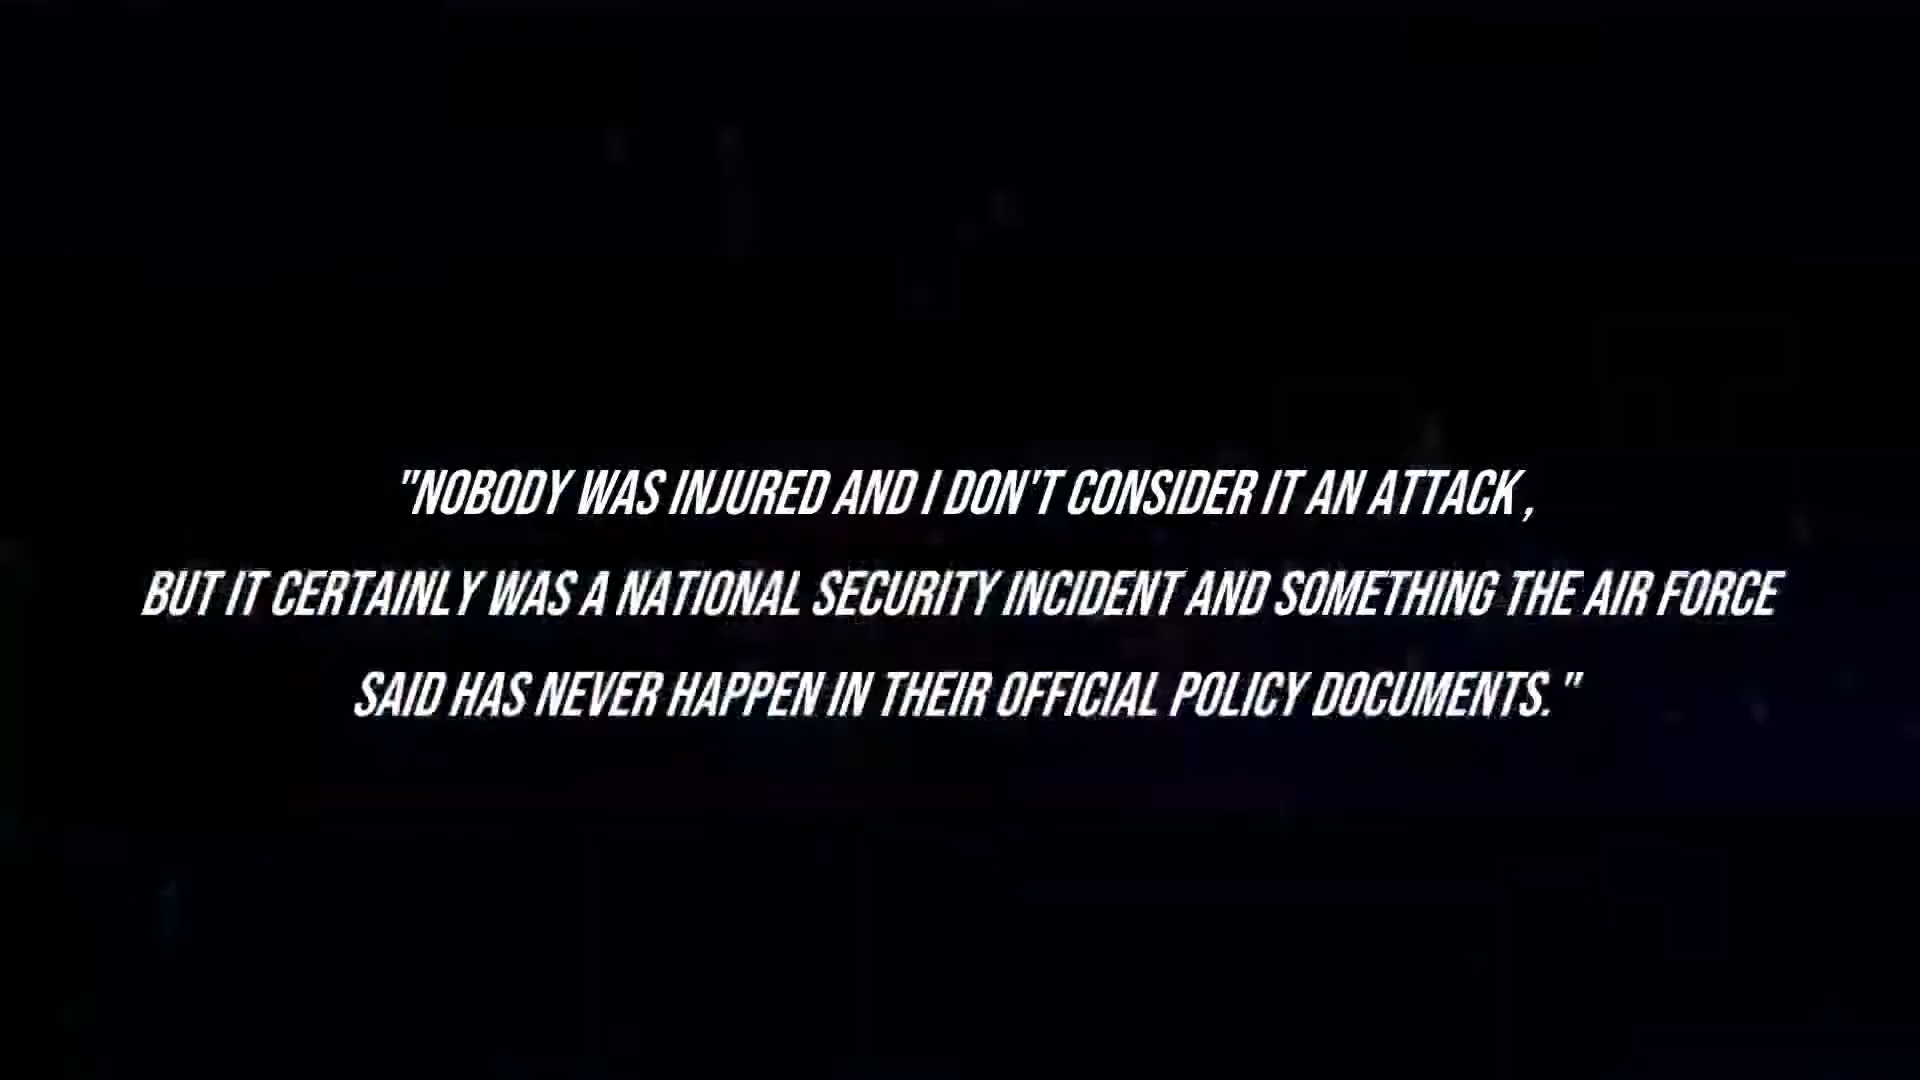 "NOBODY WAS INJURED AND I DON'T CONSIDER IT AN ATTACK ,
BUT IT CERTAINLY WAS A NATIONAL SECURITY INCIDENT AND SOMETHING THE AIR FORCE
SAID HAS NEVER HAPPEN IN THEIR OFFICIAL POLICY DOCUMENTS. "